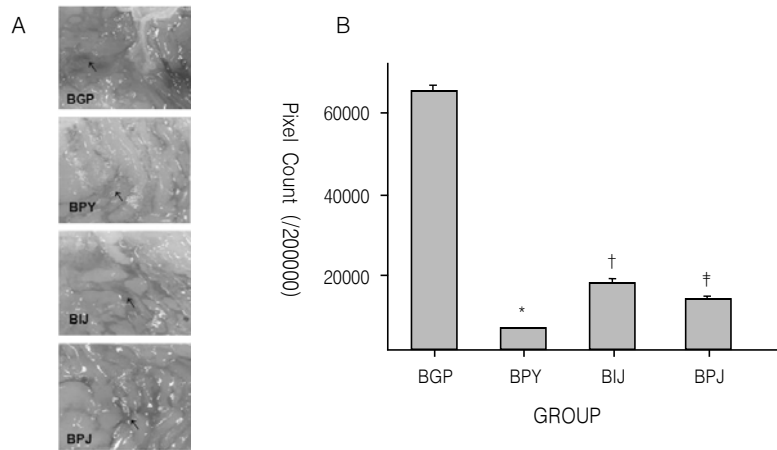 A
BGP
BPY
BIJ
BPJ
B
Pixel Count (/200000)
60000
40000
20000
*
†
‡
BGP BPY BIJ BPJ
GROUP